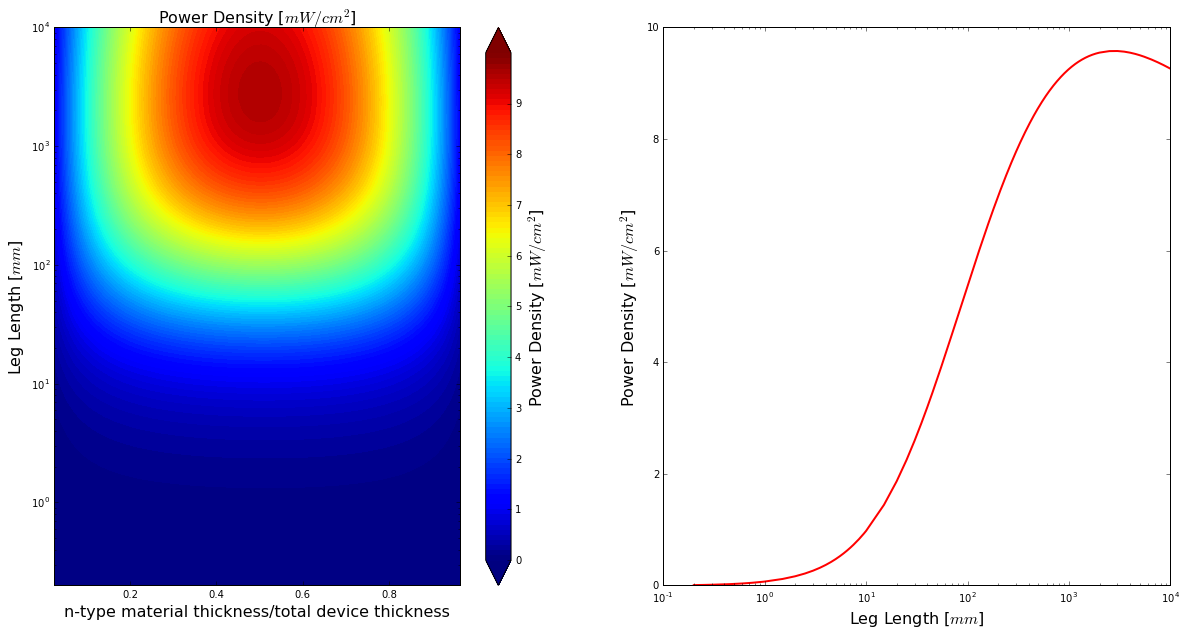 Power Density [mW/cm²]
10⁴
10³
10²
10¹
10⁰
Leg Length [mm]
0.2 0.4 0.6 0.8
n-type material thickness/total device thickness
9
8
7
6
5
4
3
2
1
0
Power Density [mW/cm²]
10
8
6
4
2
0
Power Density [mW/cm²]
10⁻¹ 10⁰ 10¹ 10² 10³ 10⁴
Leg Length [mm]